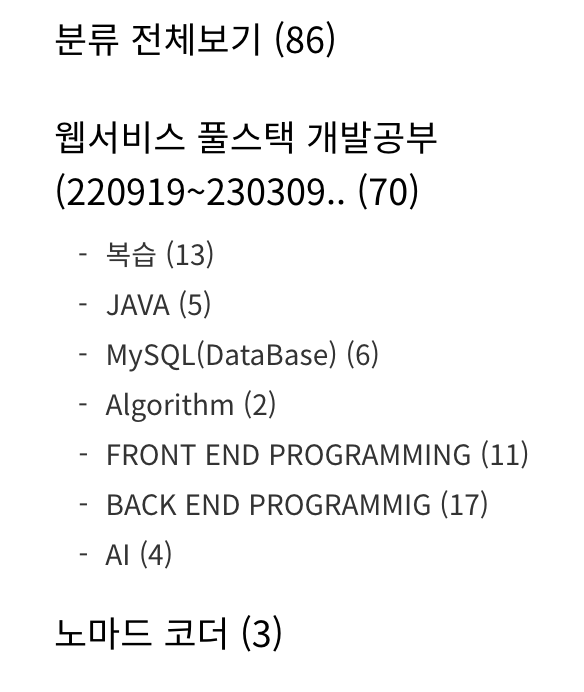 분류 전체보기 (86)
웹서비스 풀스택 개발공부
(220919~230309.. (70)
- 복습 (13)
- JAVA (5)
- MySQL(DataBase) (6)
- Algorithm (2)
- FRONT END PROGRAMMING (11)
- BACK END PROGRAMMIG (17)
- AI (4)
노마드 코더 (3)